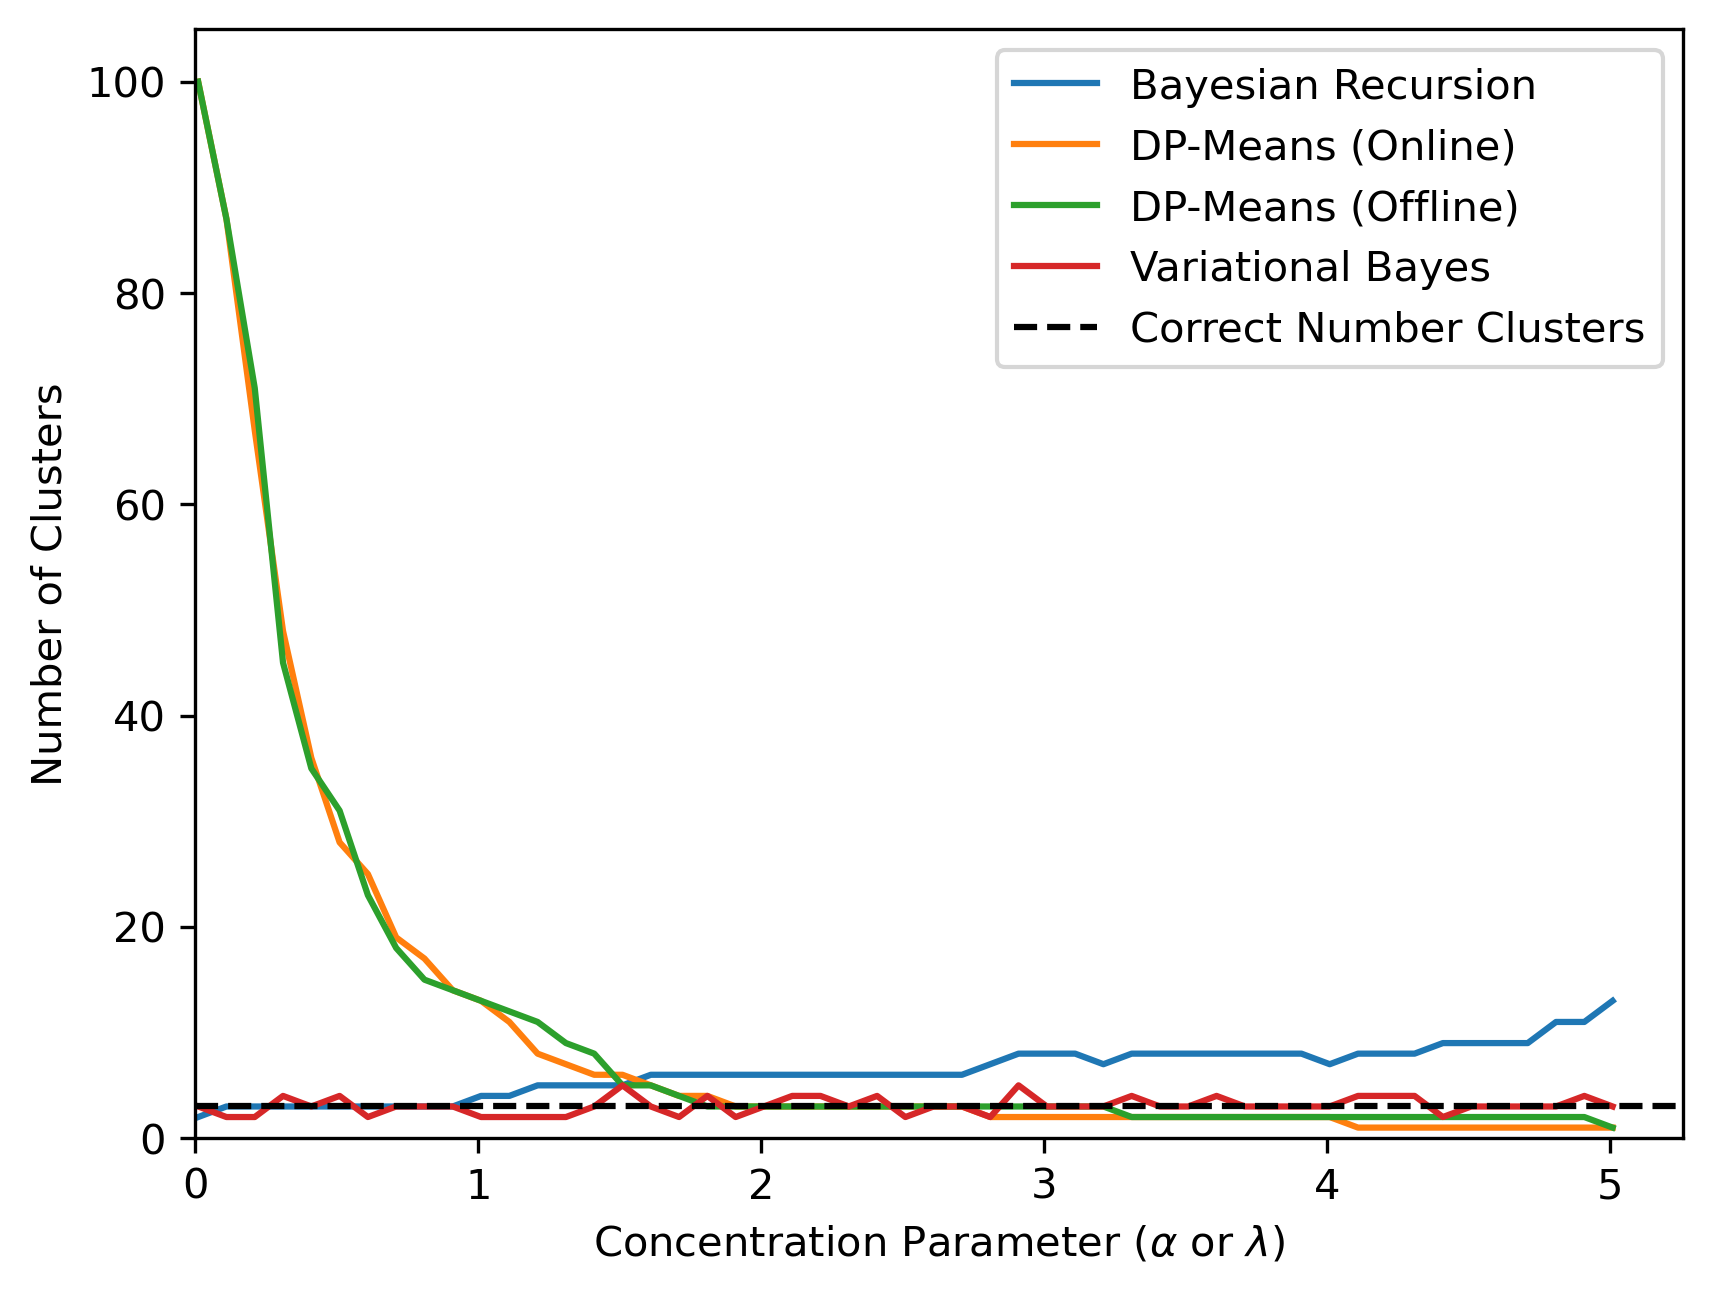 100
80
60
40
20
0
Number of Clusters
0 1 2 3 4 5
Concentration Parameter (α or λ)
Bayesian Recursion
DP-Means (Online)
DP-Means (Offline)
Variational Bayes
Correct Number Clusters